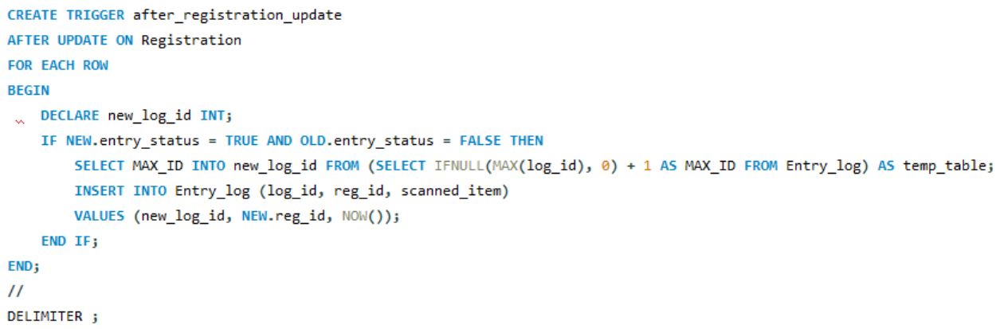 CREATE TRIGGER after_registration_update
AFTER UPDATE ON Registration
FOR EACH ROW
BEGIN
    DECLARE new_log_id INT;
    IF NEW.entry_status = TRUE AND OLD.entry_status = FALSE THEN
        SELECT MAX_ID INTO new_log_id FROM (SELECT IFNULL(MAX(log_id), 0) + 1 AS MAX_ID FROM Entry_log) AS temp_table;
        INSERT INTO Entry_log (log_id, reg_id, scanned_item)
        VALUES (new_log_id, NEW.reg_id, NOW());
    END IF;
END;
//
DELIMITER ;